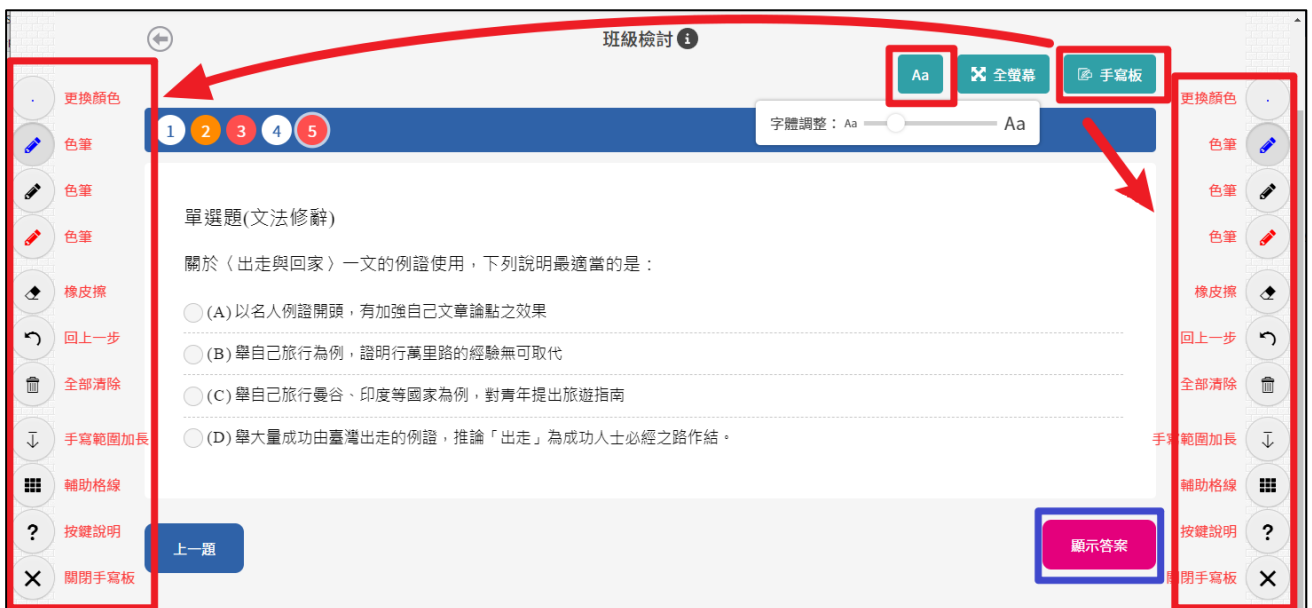 班級檢討
Aa
全螢幕
手寫板
字體調整： Aa Aa
1 2 3 4 5
更換顏色
色筆
色筆
色筆
橡皮擦
回上一步
全部清除
手寫範圍加長
輔助格線
? 按鍵說明
關閉手寫板
單選題(文法修辭)
關於〈出走與回家〉一文的例證使用，下列說明最適當的是：
(A)以名人例證開頭，有加強自己文章論點之效果
(B)舉自己旅行為例，證明行萬里路的經驗無可取代
(C)舉自己旅行曼谷、印度等國家為例，對青年提出旅遊指南
(D)舉大量成功由臺灣出走的例證，推論「出走」為成功人士必經之路作結。
上一題
顯示答案
更換顏色
色筆
色筆
色筆
橡皮擦
回上一步
全部清除
手寫範圍加長
輔助格線
按鍵說明 ?
關閉手寫板